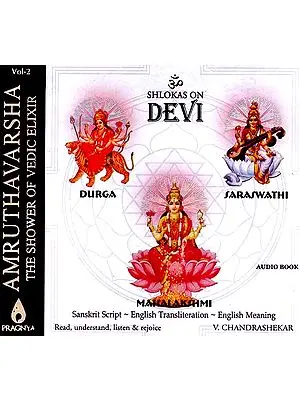 Vol-2
AMRUTHAVARSHA
THE SHOWER OF VEDIC ELIXIR
PRAGNYA
ॐ
SHLOKAS ON
DEVI
DURGA
SARASWATHI
MAHALAKSHMI
AUDIO BOOK
Sanskrit Script ~ English Transliteration ~ English Meaning
Read, understand, listen & rejoice
V. CHANDRASHEKAR